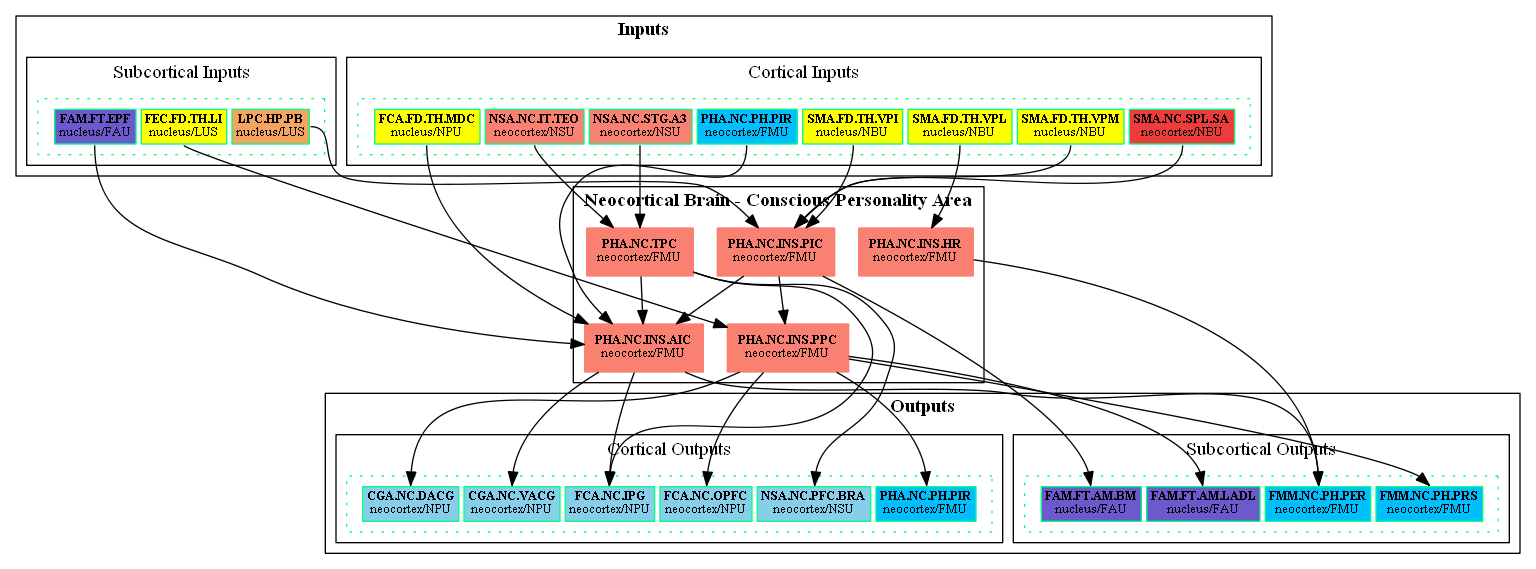 Inputs
Subcortical Inputs
Cortical Inputs
FAM.FT.EPF
nucleus/FAU
FEC.FD.TH.LI
nucleus/LUS
LPC.HP.PB
nucleus/LUS
FCA.FD.TH.MDC
nucleus/NPU
NSA.NC.IT.TEO
neocortex/NSU
NSA.NC.STG.A3
neocortex/NSU
PHA.NC.PH.PIR
neocortex/FMU
SMA.FD.TH.VPI
nucleus/NBU
SMA.FD.TH.VPL
nucleus/NBU
SMA.FD.TH.VPM
nucleus/NBU
SMA.NC.SPL.SA
neocortex/NBU
Neocortical Brain - Conscious Personality Area
PHA.NC.TPC
neocortex/FMU
PHA.NC.INS.PIC
neocortex/FMU
PHA.NC.INS.HR
neocortex/FMU
PHA.NC.INS.AIC
neocortex/FMU
PHA.NC.INS.PPC
neocortex/FMU
Outputs
Cortical Outputs
Subcortical Outputs
CGA.NC.DACG
neocortex/NPU
CGA.NC.VACG
neocortex/NPU
FCA.NC.IPG
neocortex/NPU
FCA.NC.OPFC
neocortex/NPU
NSA.NC.PFC.BRA
neocortex/NSU
PHA.NC.PH.PIR
neocortex/FMU
FAM.FT.AM.BM
nucleus/FAU
FAM.FT.AM.LADL
nucleus/FAU
FMM.NC.PH.PER
neocortex/FMU
FMM.NC.PH.PRS
neocortex/FMU